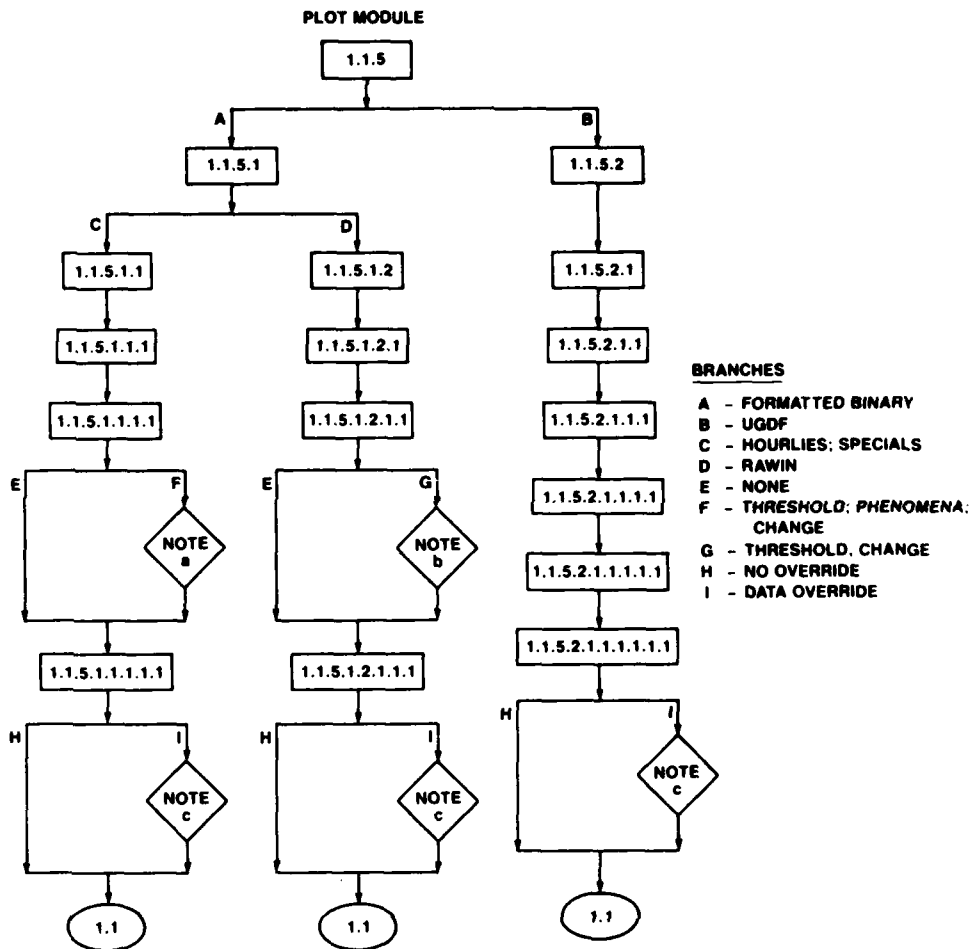 PLOT MODULE
1.1.5
A
B
1.1.5.1
1.1.5.2
C
D
1.1.5.1.1
1.1.5.1.2
1.1.5.2.1
1.1.5.1.1.1
1.1.5.1.2.1
1.1.5.2.1.1
1.1.5.1.1.1.1
1.1.5.1.2.1.1
1.1.5.2.1.1.1
E
F
E
G
1.1.5.2.1.1.1.1
NOTE
a
NOTE
b
1.1.5.2.1.1.1.1.1
1.1.5.1.1.1.1.1
1.1.5.1.2.1.1.1
1.1.5.2.1.1.1.1.1.1
H
I
H
I
H
I
NOTE
c
NOTE
c
NOTE
c
1.1
1.1
1.1
BRANCHES
A - FORMATTED BINARY
B - UGDF
C - HOURLIES; SPECIALS
D - RAWIN
E - NONE
F - THRESHOLD; PHENOMENA;
CHANGE
G - THRESHOLD, CHANGE
H - NO OVERRIDE
I - DATA OVERRIDE